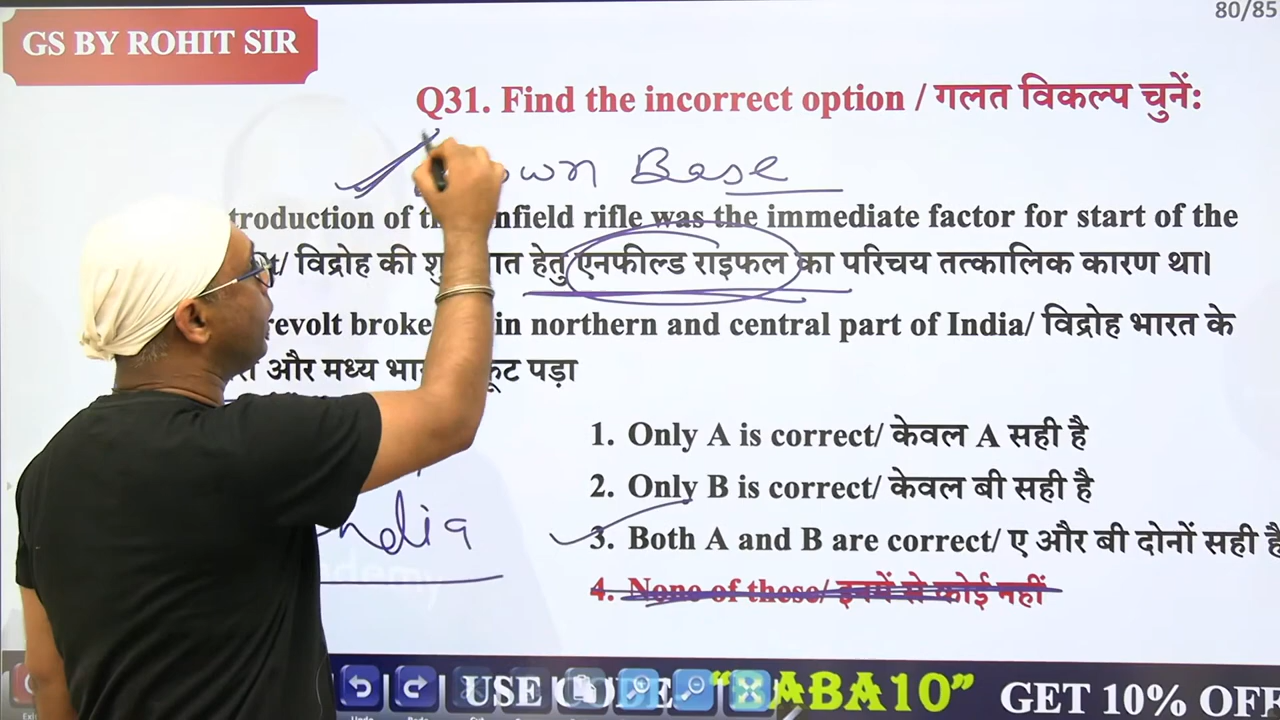 80/85
GS BY ROHIT SIR
Q31. Find the incorrect option / गलत विकल्प चुनें:
Base
troduction of the nfield rifle was the immediate factor for start of the
/ विद्रोह की शु त हेतु एनफील्ड राइफल का परिचय तत्कालिक कारण था।
revolt broke in northern and central part of India/ विद्रोह भारत के
और मध्य भा फूट पड़ा
1. Only A is correct/ केवल A सही है
2. Only B is correct/ केवल बी सही है
ndia
3. Both A and B are correct/ ए और बी दोनों सही है
4. None of these/ इनमें से कोई नहीं
USE CODE "BABA10" GET 10% OFF